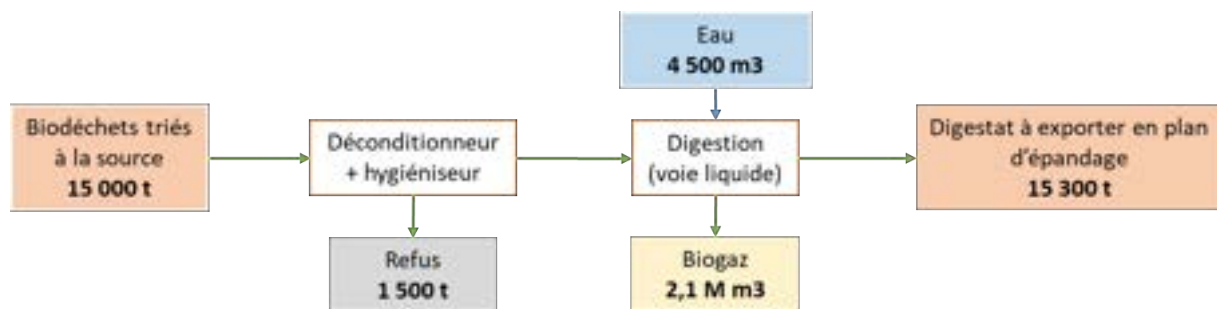 Eau
4 500 m3
Biodéchets triés
à la source
15 000 t
Déconditionneur
+ hygiéniseur
Digestion
(voie liquide)
Digestat à exporter en plan
d'épandage
15 300 t
Refus
1 500 t
Biogaz
2,1 M m3